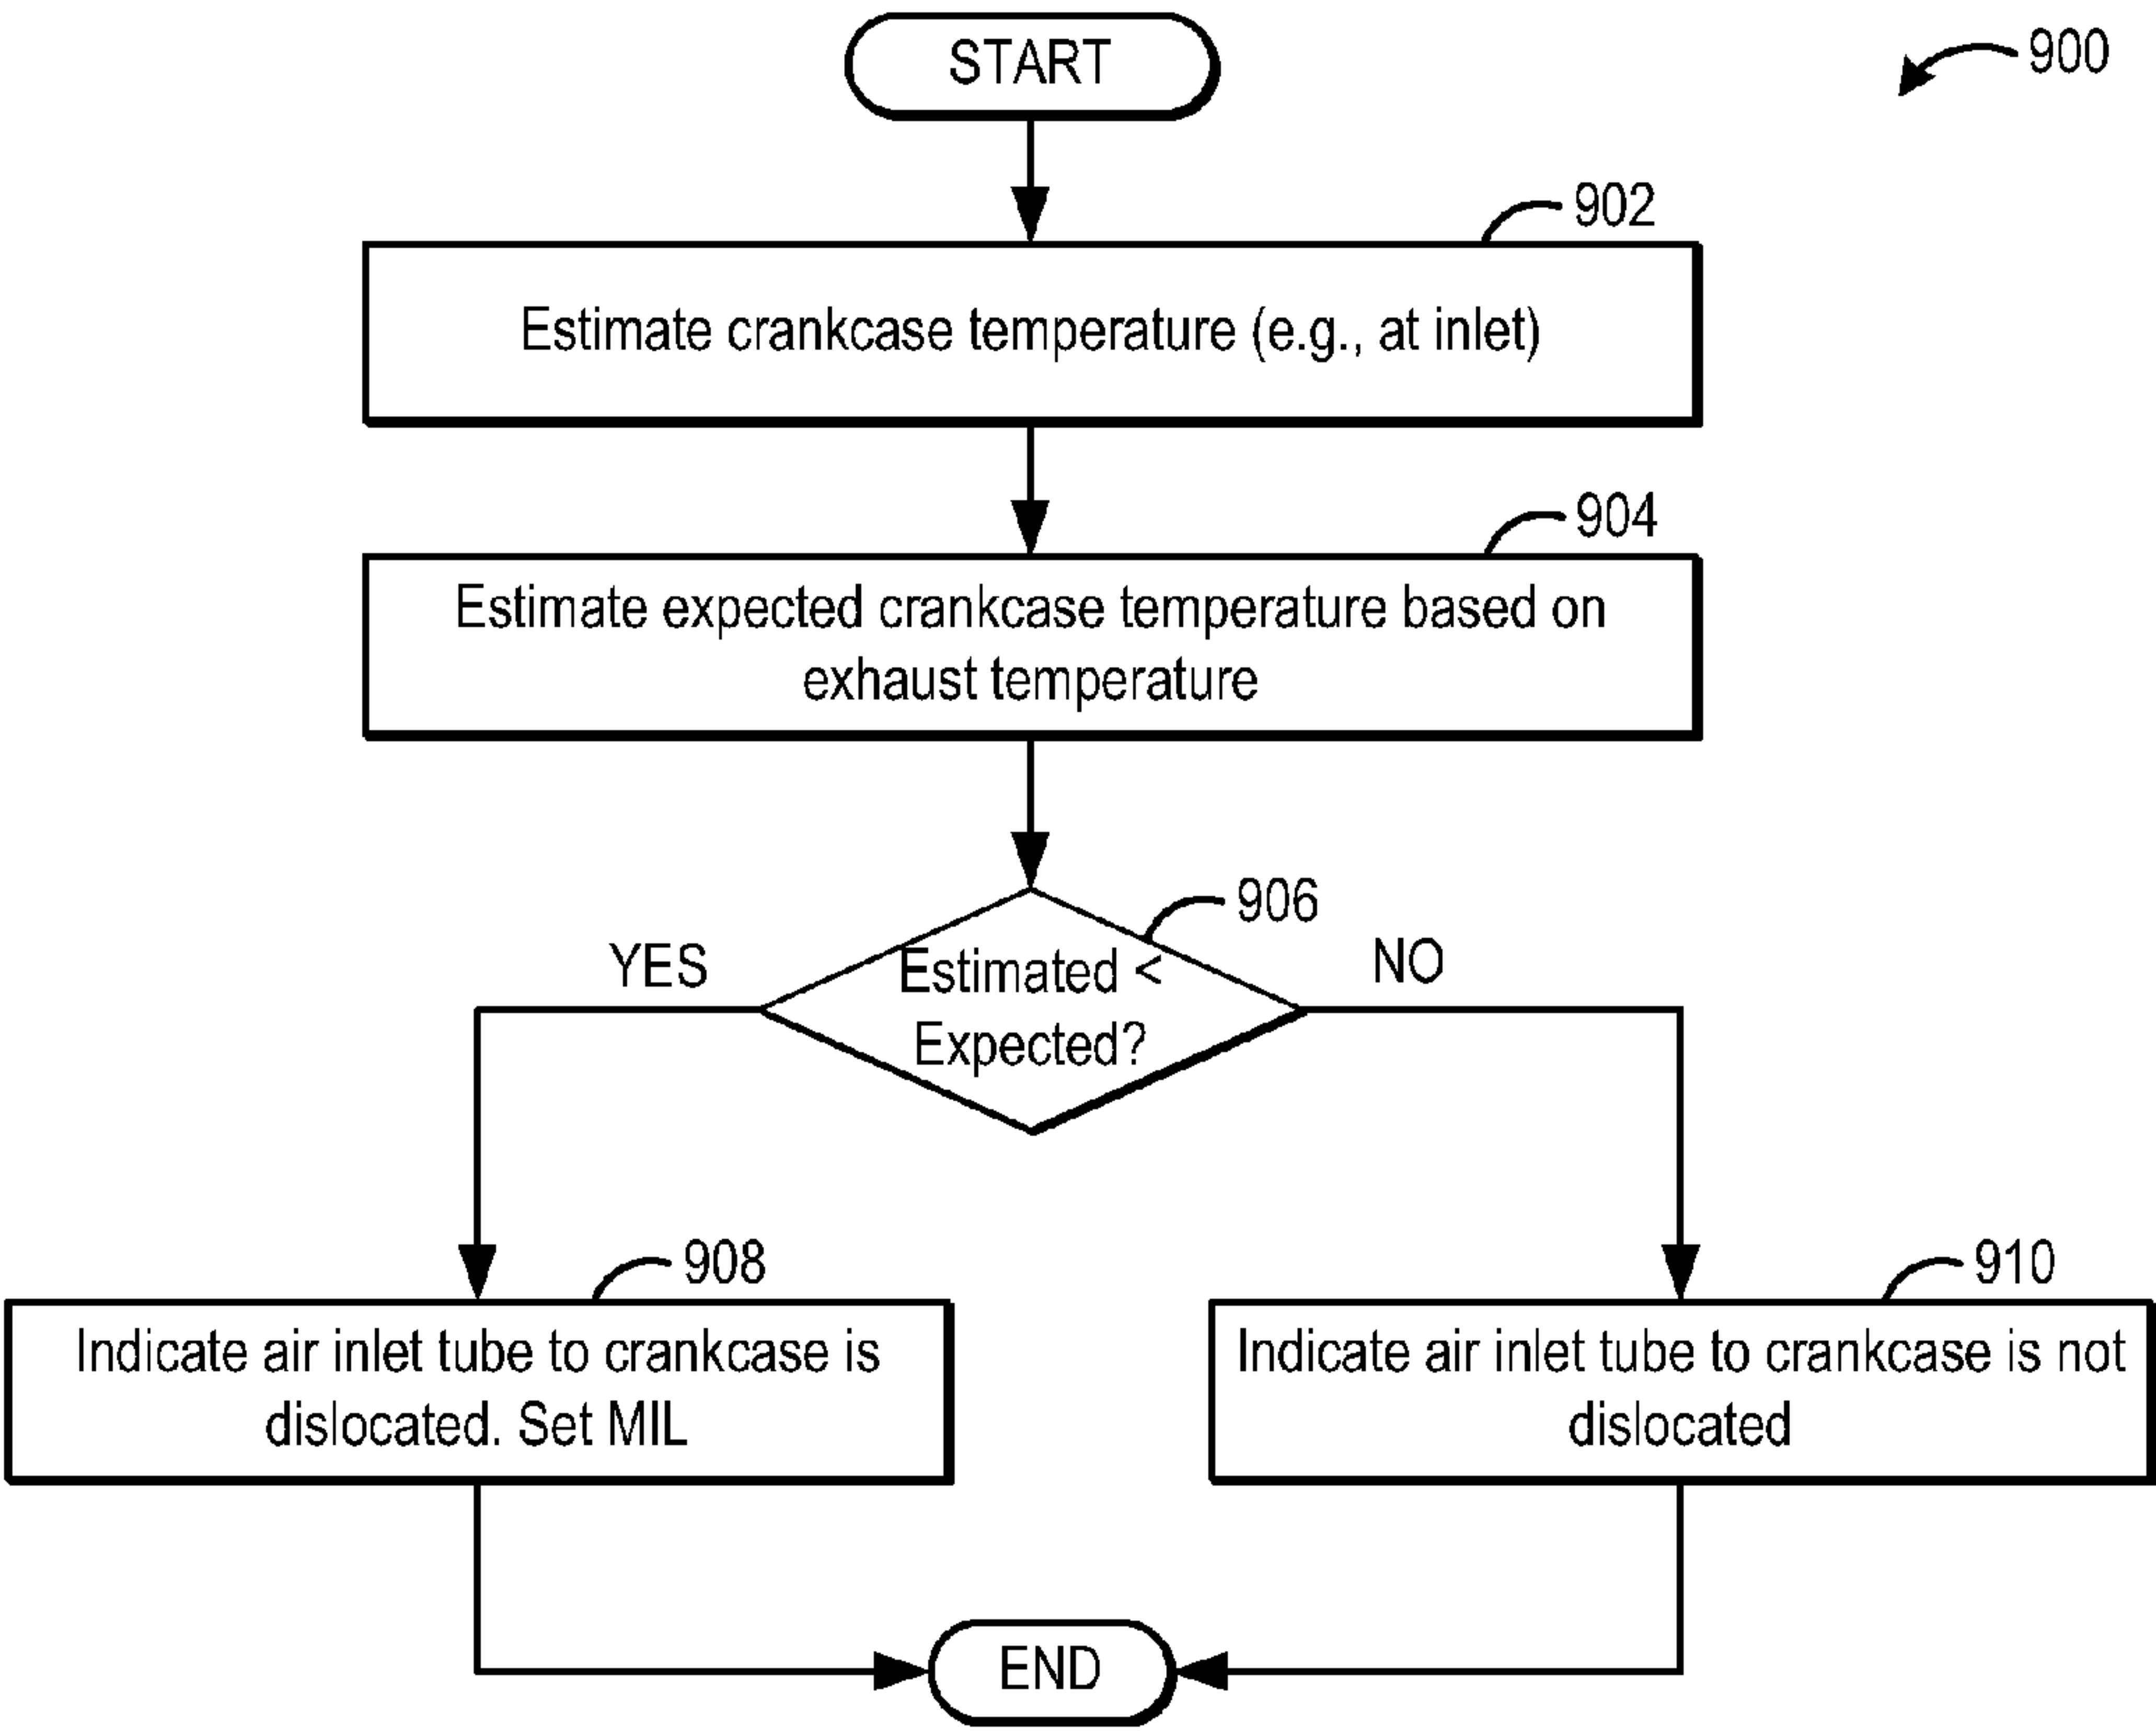 START
900
902
Estimate crankcase temperature (e.g., at inlet)
904
Estimate expected crankcase temperature based on
exhaust temperature
906
YES
Estimated <
Expected?
NO
908
Indicate air inlet tube to crankcase is
dislocated. Set MIL
910
Indicate air inlet tube to crankcase is not
dislocated
END